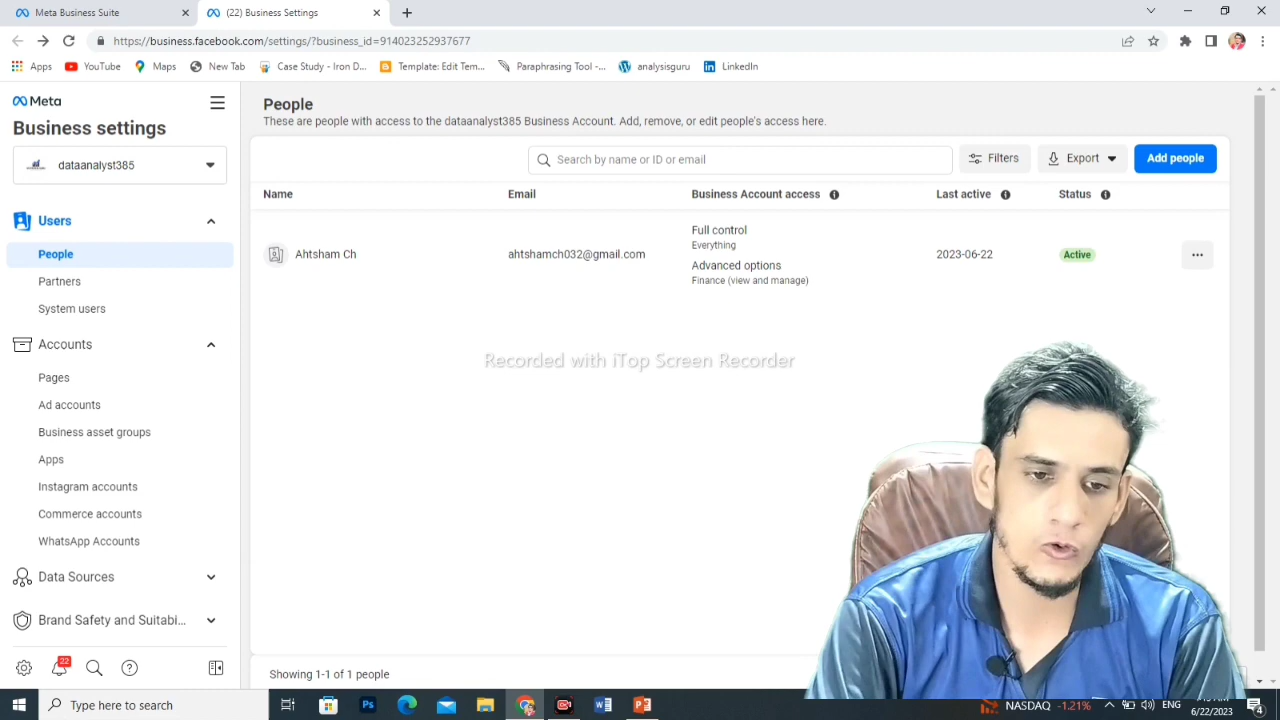 Meta Business Suite
(22) Business Settings
https://business.facebook.com/settings/?business_id=914023252937677
Apps
YouTube
Maps
New Tab
Case Study - Iron D...
Template: Edit Tem...
Paraphrasing Tool -...
analysisguru
LinkedIn
Meta
Business settings
dataanalyst385
Users
People
Partners
System users
Accounts
Pages
Ad accounts
Business asset groups
Apps
Instagram accounts
Commerce accounts
WhatsApp Accounts
Data Sources
Brand Safety and Suitabi...
22
People
These are people with access to the dataanalyst385 Business Account. Add, remove, or edit people's access here.
Search by name or ID or email
Filters
Export
Add people
Name
Email
Business Account access
Last active
Status
Ahtsham Ch
ahtshamch032@gmail.com
Full control
Everything
Advanced options
Finance (view and manage)
2023-06-22
Active
Recorded with iTop Screen Recorder
Showing 1-1 of 1 people
Type here to search
NASDAQ -1.21%
ENG
6/22/2023
4